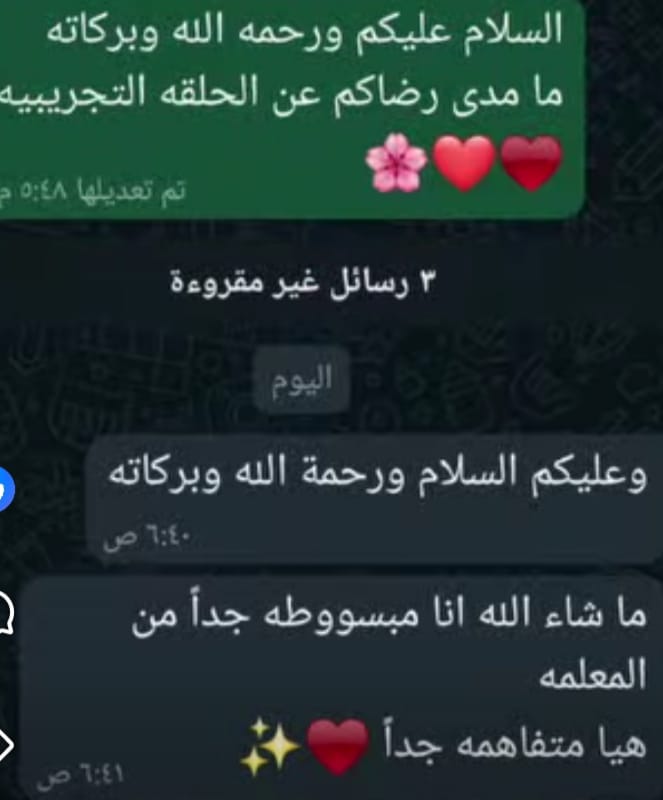 السلام عليكم ورحمه الله وبركاته
ما مدى رضاكم عن الحلقه التجريبيه
تم تعديلها ٥:٤٨ م
٣ رسائل غير مقروءة
اليوم
وعليكم السلام ورحمة الله وبركاته
٦:٤٠ ص
ما شاء الله انا مبسووطه جداً من
المعلمه
هيا متفاهمه جداً ❤️✨
٦:٤١ ص